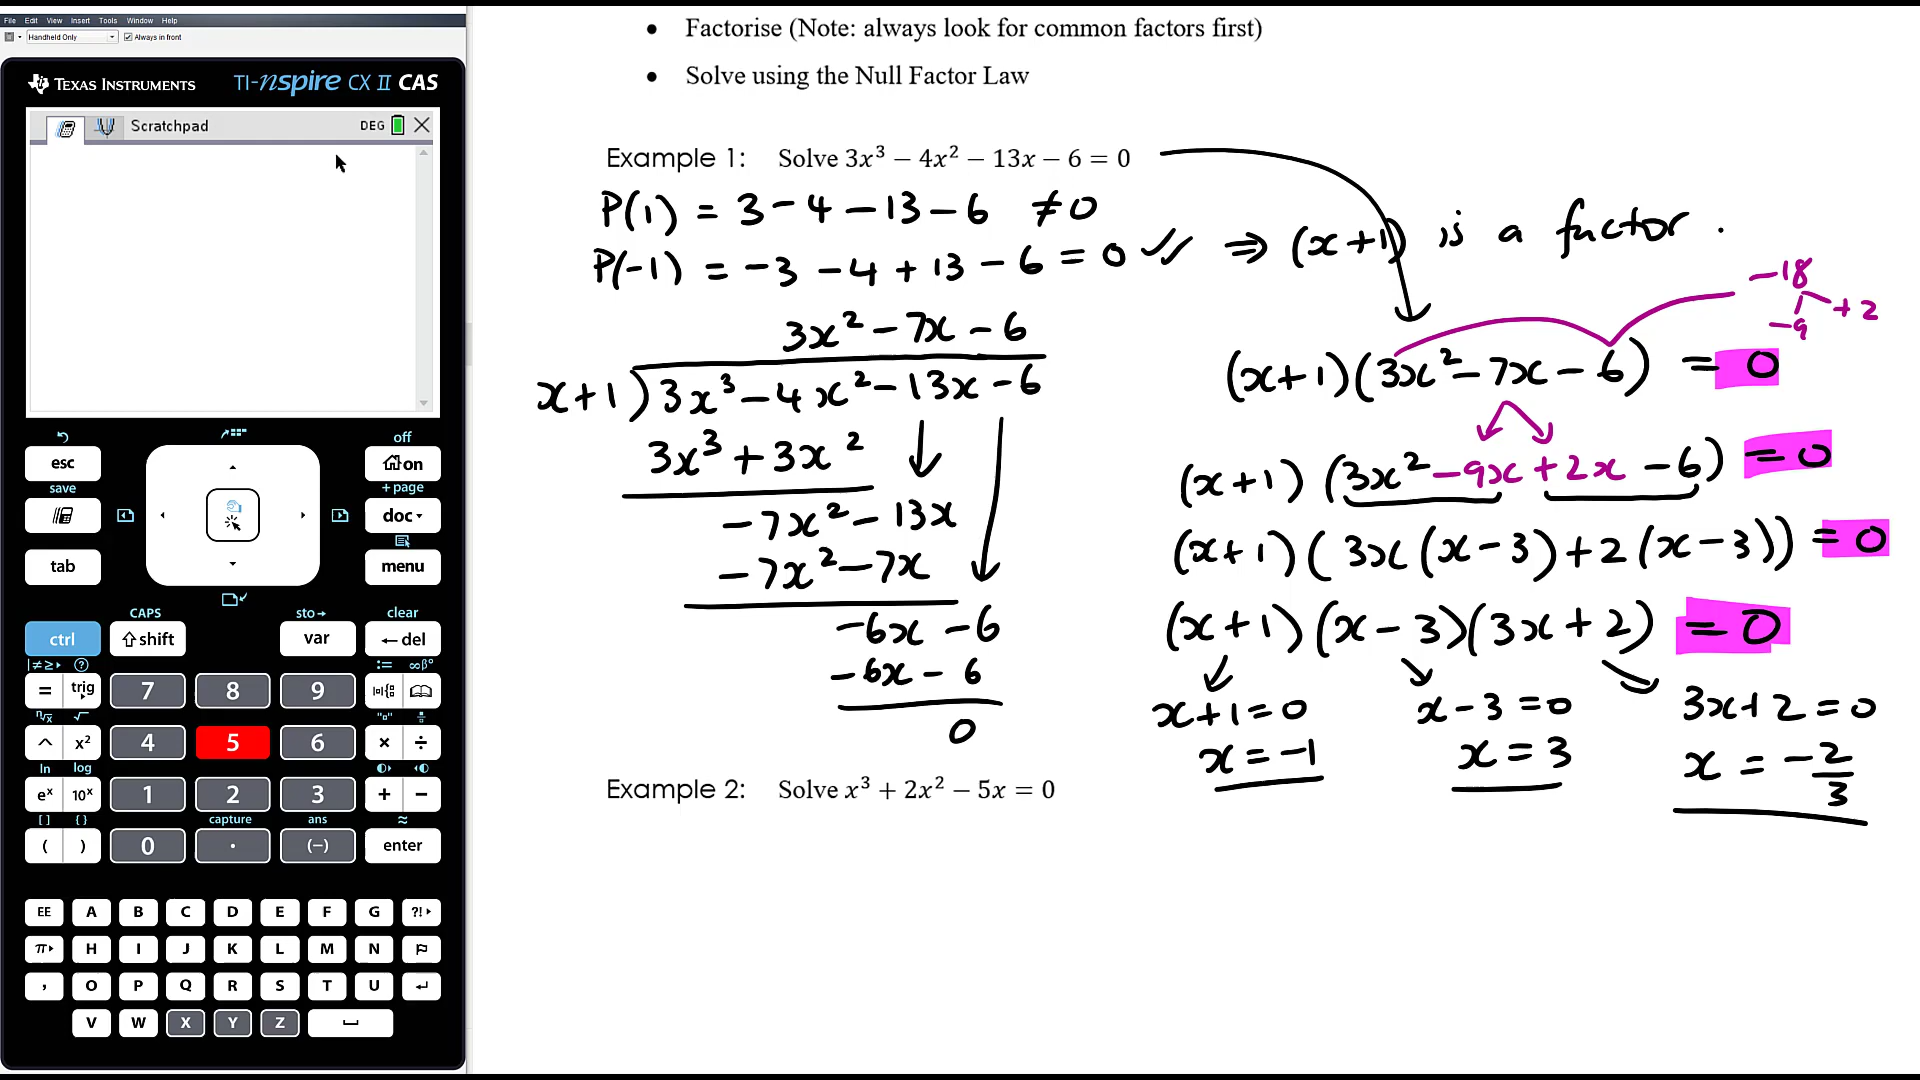 File Edit View Insert Tools Window Help
Handheld Only Always in front
TEXAS INSTRUMENTS TI-nspire CX II CAS
Scratchpad DEG
off
esc on
save + page
doc
tab menu
CAPS sto→ clear
ctrl ⇧shift var ←del
|≠≥▸ ? := ∞β°
= trig 7 8 9 |□|{
ⁿ√x √ "□"
^ x² 4 5 6 × ÷
ln log
eˣ 10ˣ 1 2 3 + −
[ ] { } capture ans ≈
( ) 0 . (−) enter
EE A B C D E F G ?!▸
π▸ H I J K L M N
, O P Q R S T U ↵
V W X Y Z
• Factorise (Note: always look for common factors first)
• Solve using the Null Factor Law
Example 1: Solve 3x³ − 4x² − 13x − 6 = 0
P(1) = 3 − 4 − 13 − 6 ≠ 0
P(-1) = −3 − 4 + 13 − 6 = 0 ✓✓ ⇒ (x+1) is a factor.
3x² − 7x − 6
x+1 ) 3x³ − 4x² − 13x − 6
3x³ + 3x²
−7x² − 13x
−7x² − 7x
−6x − 6
−6x − 6
0
−18
−9 +2
(x+1)(3x² − 7x − 6) = 0
(x+1)(3x² − 9x + 2x − 6) = 0
(x+1)(3x(x−3) + 2(x−3)) = 0
(x+1)(x−3)(3x+2) = 0
x+1=0 x−3=0 3x+2=0
x=−1 x=3 x = −2/3
Example 2: Solve x³ + 2x² − 5x = 0